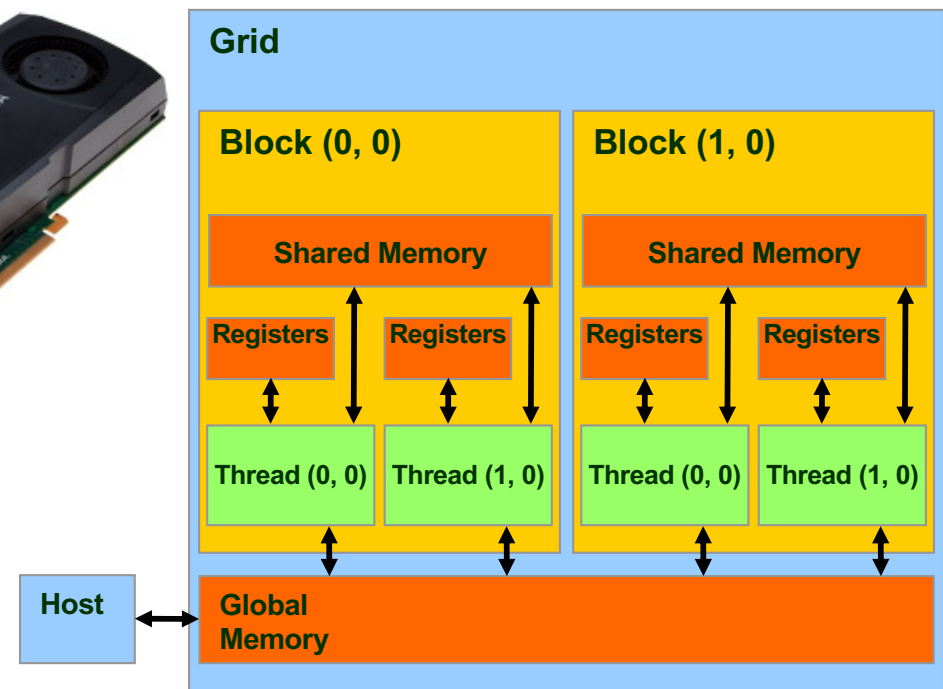 Grid
Block (0, 0)
Block (1, 0)
Shared Memory
Shared Memory
Registers
Registers
Registers
Registers
Thread (0, 0)
Thread (1, 0)
Thread (0, 0)
Thread (1, 0)
Host
Global
Memory